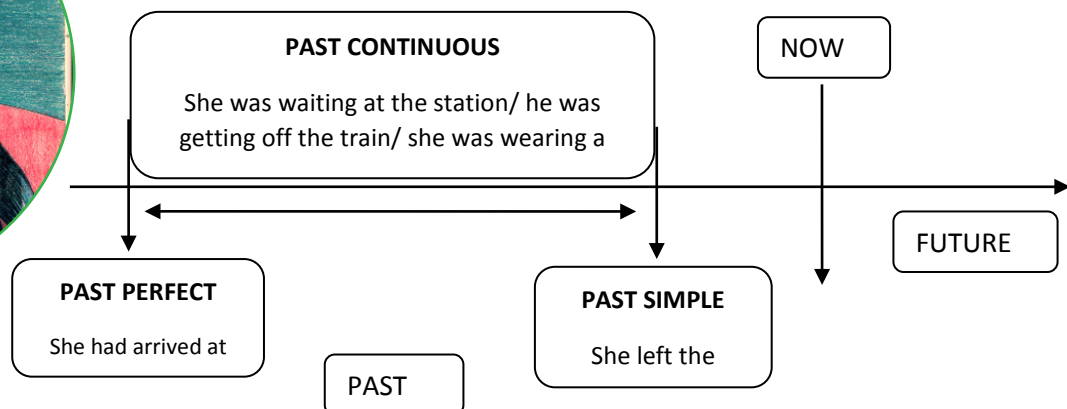 PAST CONTINUOUS
She was waiting at the station/ he was
getting off the train/ she was wearing a
NOW
FUTURE
PAST PERFECT
She had arrived at
PAST SIMPLE
She left the
PAST